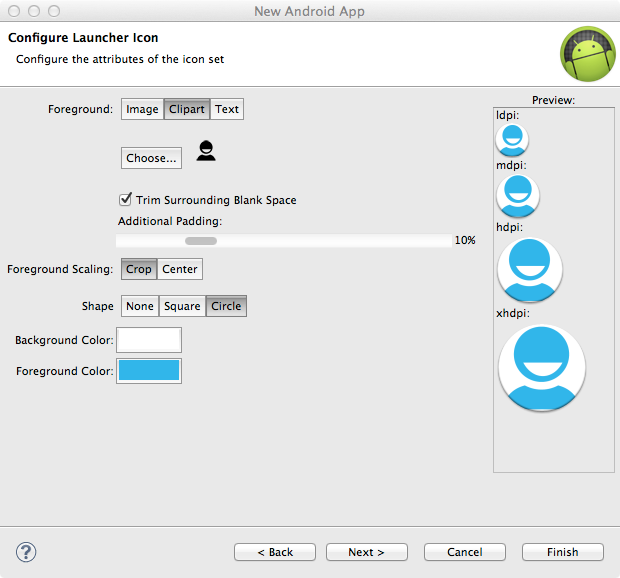 New Android App
Configure Launcher Icon
Configure the attributes of the icon set
Foreground: Image Clipart Text
Choose...
Trim Surrounding Blank Space
Additional Padding:
10%
Foreground Scaling: Crop Center
Shape None Square Circle
Background Color:
Foreground Color:
Preview:
ldpi:
mdpi:
hdpi:
xhdpi:
? < Back Next > Cancel Finish